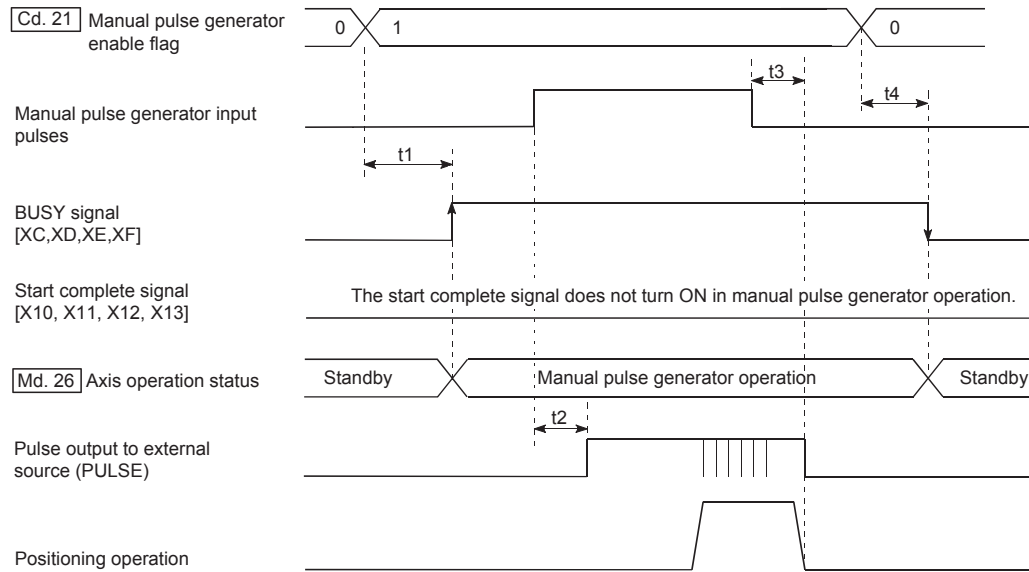 Cd. 21 Manual pulse generator
enable flag
0
1
0
t3
t4
Manual pulse generator input
pulses
t1
BUSY signal
[XC,XD,XE,XF]
Start complete signal
[X10, X11, X12, X13]
The start complete signal does not turn ON in manual pulse generator operation.
Md. 26 Axis operation status
Standby
Manual pulse generator operation
Standby
t2
Pulse output to external
source (PULSE)
Positioning operation